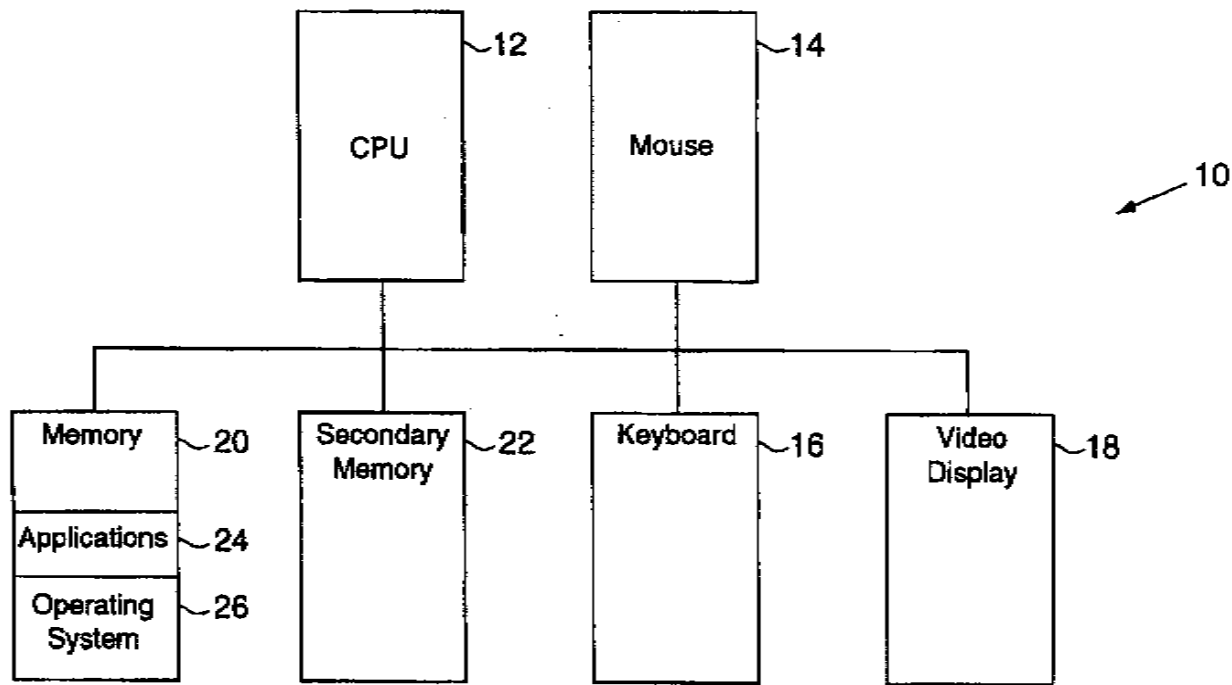 12
14
CPU
Mouse
10
Memory
20
Secondary
Memory
22
Keyboard
16
Video
Display
18
Applications
24
Operating
System
26